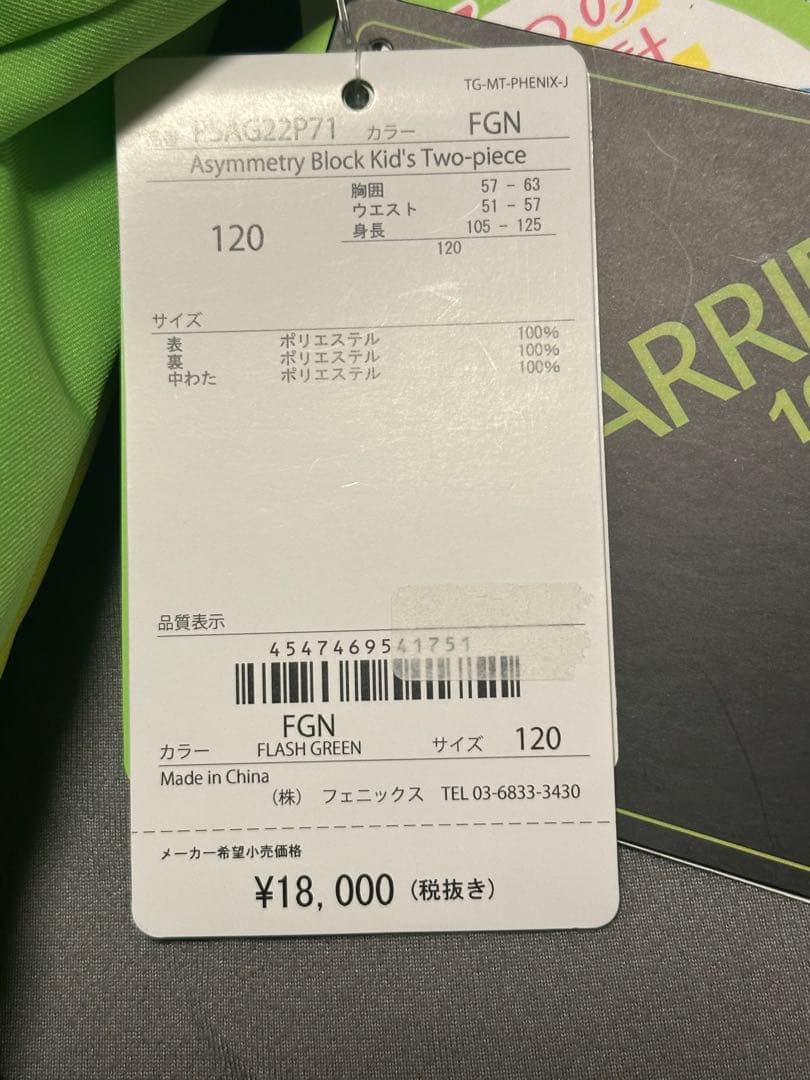 TG-MT-PHENIX-J
品番 PSAG22P71 カラー FGN
Asymmetry Block Kid's Two-piece
120
胸囲 57 - 63
ウエスト 51 - 57
身長 105 - 125
120
サイズ
表 ポリエステル 100%
裏 ポリエステル 100%
中わた ポリエステル 100%
品質表示
4547469541751
カラー FGN サイズ 120
FLASH GREEN
Made in China
(株) フェニックス TEL 03-6833-3430
メーカー希望小売価格
¥18,000 (税抜き)